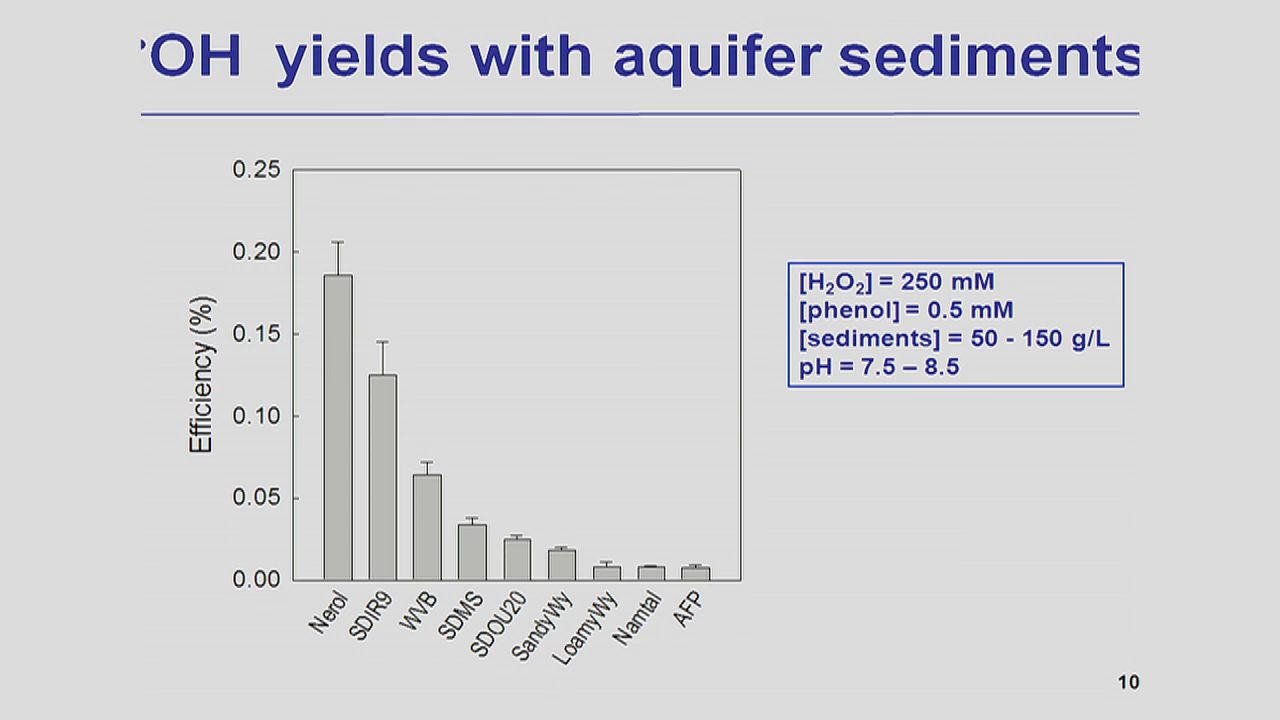 •OH yields with aquifer sediments
0.25
0.20
0.15
0.10
0.05
0.00
Efficiency (%)
Nerol
SDIR9
WVB
SDMS
SDOU20
SandyWy
LoamyWy
Namtal
AFP
[H₂O₂] = 250 mM
[phenol] = 0.5 mM
[sediments] = 50 - 150 g/L
pH = 7.5 – 8.5
10